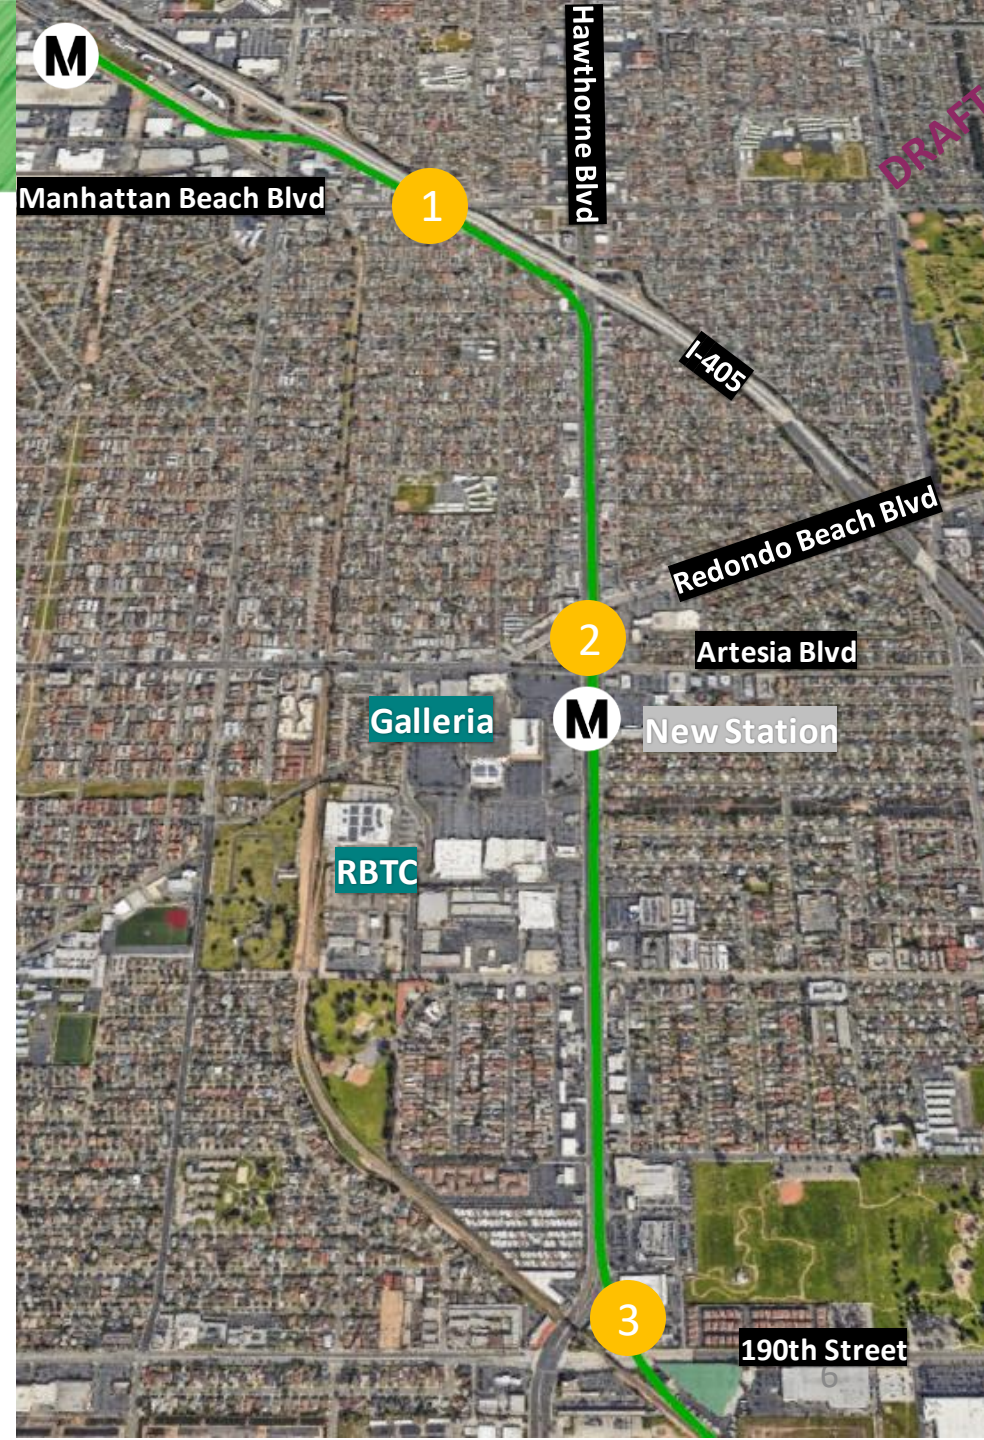 M
Hawthorne Blvd
DRAFT
Manhattan Beach Blvd
1
I-405
Redondo Beach Blvd
2
Artesia Blvd
Galleria
M
New Station
RBTC
3
190th Street
6